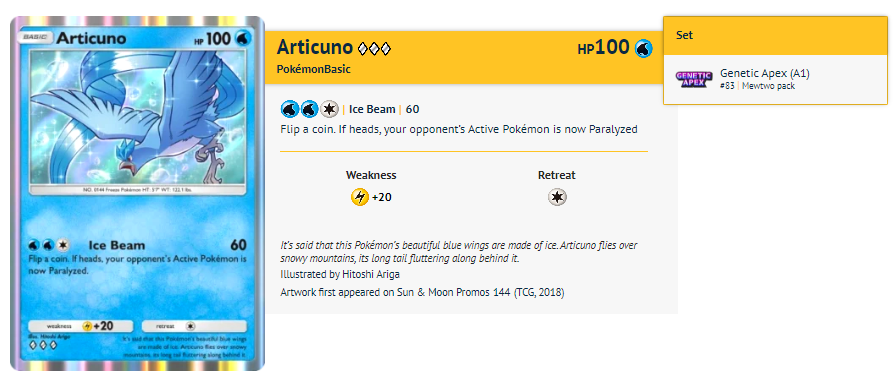 BASIC Articuno HP 100
NO. 0144 Freeze Pokémon HT: 5'7" WT: 122.1 lbs.
Ice Beam 60
Flip a coin. If heads, your opponent's Active Pokémon is
now Paralyzed.
weakness +20 retreat
Illus. Hitoshi Ariga
It's said that this Pokémon's beautiful blue wings
are made of ice. Articuno flies over snowy
mountains, its long tail fluttering along behind it.
Articuno
HP100
PokémonBasic
| Ice Beam | 60
Flip a coin. If heads, your opponent's Active Pokémon is now Paralyzed
Weakness Retreat
+20
It's said that this Pokémon's beautiful blue wings are made of ice. Articuno flies over
snowy mountains, its long tail fluttering along behind it.
Illustrated by Hitoshi Ariga
Artwork first appeared on Sun & Moon Promos 144 (TCG, 2018)
Set
GENETIC
APEX
Genetic Apex (A1)
#83 | Mewtwo pack